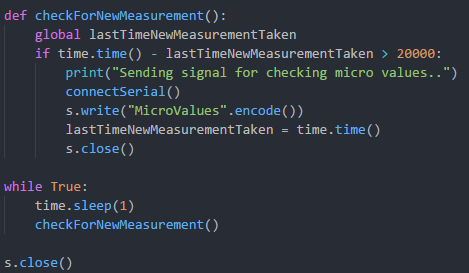 def checkForNewMeasurement():
    global lastTimeNewMeasurementTaken
    if time.time() - lastTimeNewMeasurementTaken > 20000:
        print("Sending signal for checking micro values..")
        connectSerial()
        s.write("MicroValues".encode())
        lastTimeNewMeasurementTaken = time.time()
        s.close()

while True:
    time.sleep(1)
    checkForNewMeasurement()

s.close()